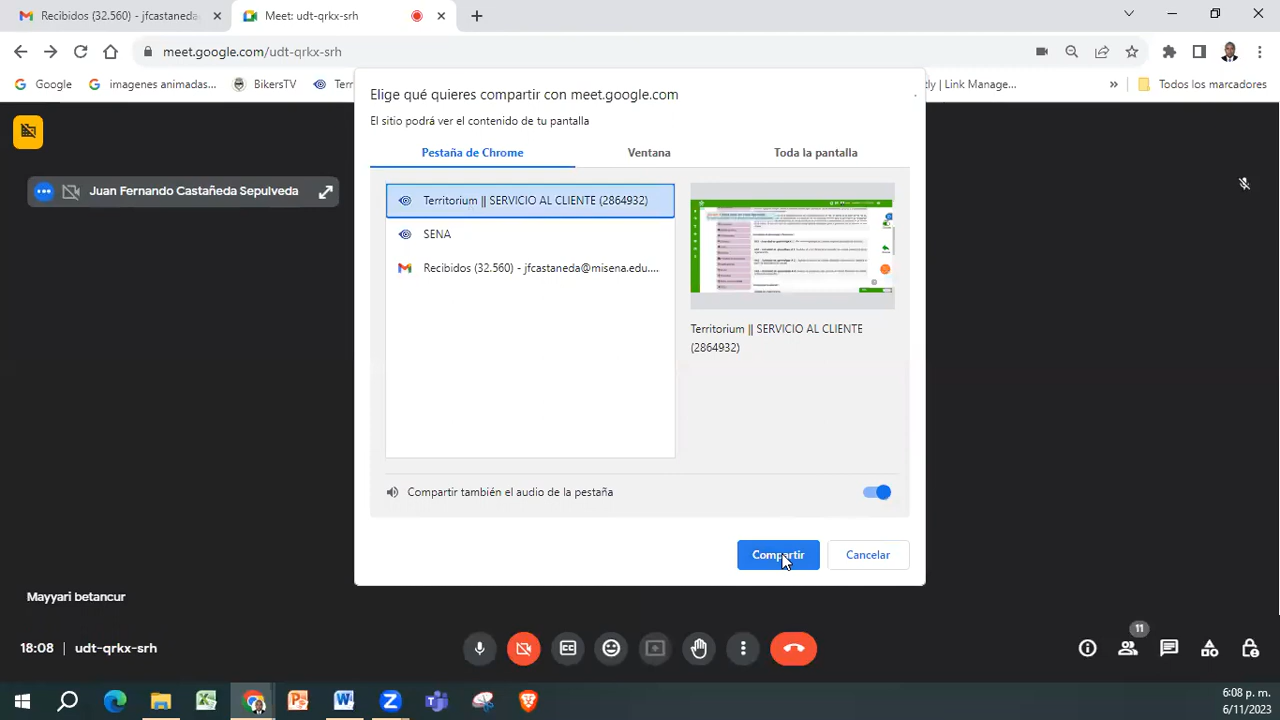 Recibidos (32.560) - jfcastaneda
Meet: udt-qrkx-srh
meet.google.com/udt-qrkx-srh
Google
imagenes animadas...
BikersTV
Terr
ly | Link Manage...
Todos los marcadores
Elige qué quieres compartir con meet.google.com
El sitio podrá ver el contenido de tu pantalla
Pestaña de Chrome
Ventana
Toda la pantalla
Juan Fernando Castañeda Sepulveda
Territorium || SERVICIO AL CLIENTE (2864932)
SENA
Recibidos (32.560) - jfcastaneda@misena.edu....
Territorium || SERVICIO AL CLIENTE
(2864932)
Compartir también el audio de la pestaña
Compartir
Cancelar
Mayyari betancur
11
18:08 | udt-qrkx-srh
6:08 p. m.
6/11/2023